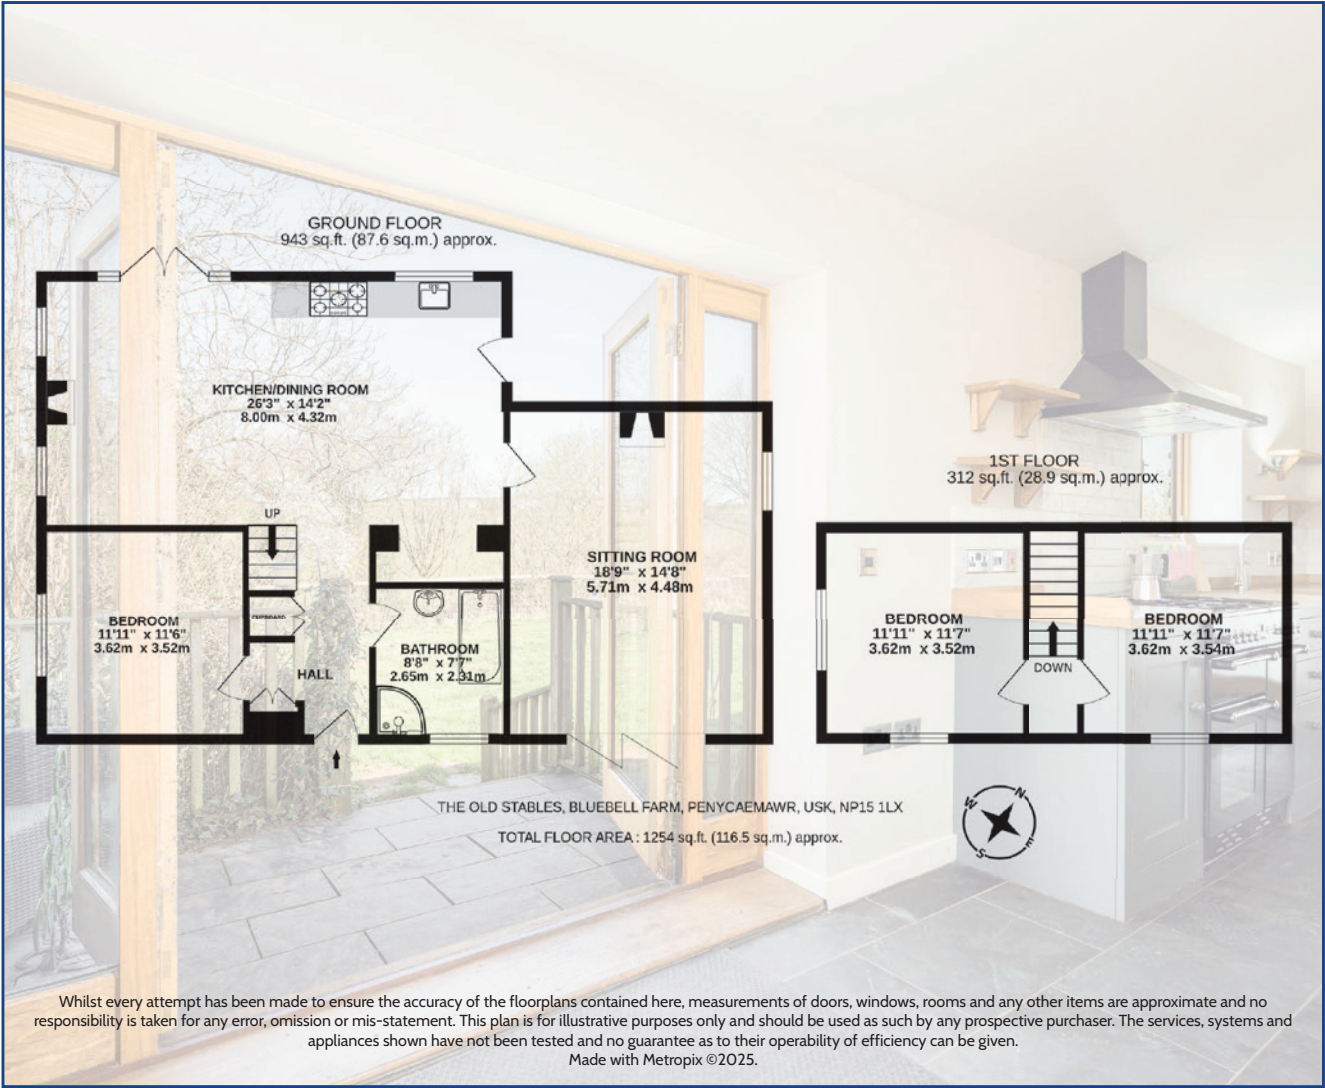 GROUND FLOOR
943 sq.ft. (87.6 sq.m.) approx.
KITCHEN/DINING ROOM
26'3" x 14'2"
8.00m x 4.32m
UP
SITTING ROOM
18'9" x 14'8"
5.71m x 4.48m
BEDROOM
11'11" x 11'6"
3.62m x 3.52m
CUPBOARD
HALL
BATHROOM
8'8" x 7'7"
2.65m x 2.31m
1ST FLOOR
312 sq.ft. (28.9 sq.m.) approx.
BEDROOM
11'11" x 11'7"
3.62m x 3.52m
DOWN
BEDROOM
11'11" x 11'7"
3.62m x 3.54m
N
W
E
S
THE OLD STABLES, BLUEBELL FARM, PENYCAEMAWR, USK, NP15 1LX
TOTAL FLOOR AREA : 1254 sq.ft. (116.5 sq.m.) approx.
Whilst every attempt has been made to ensure the accuracy of the floorplans contained here, measurements of doors, windows, rooms and any other items are approximate and no
responsibility is taken for any error, omission or mis-statement. This plan is for illustrative purposes only and should be used as such by any prospective purchaser. The services, systems and
appliances shown have not been tested and no guarantee as to their operability of efficiency can be given.
Made with Metropix ©2025.